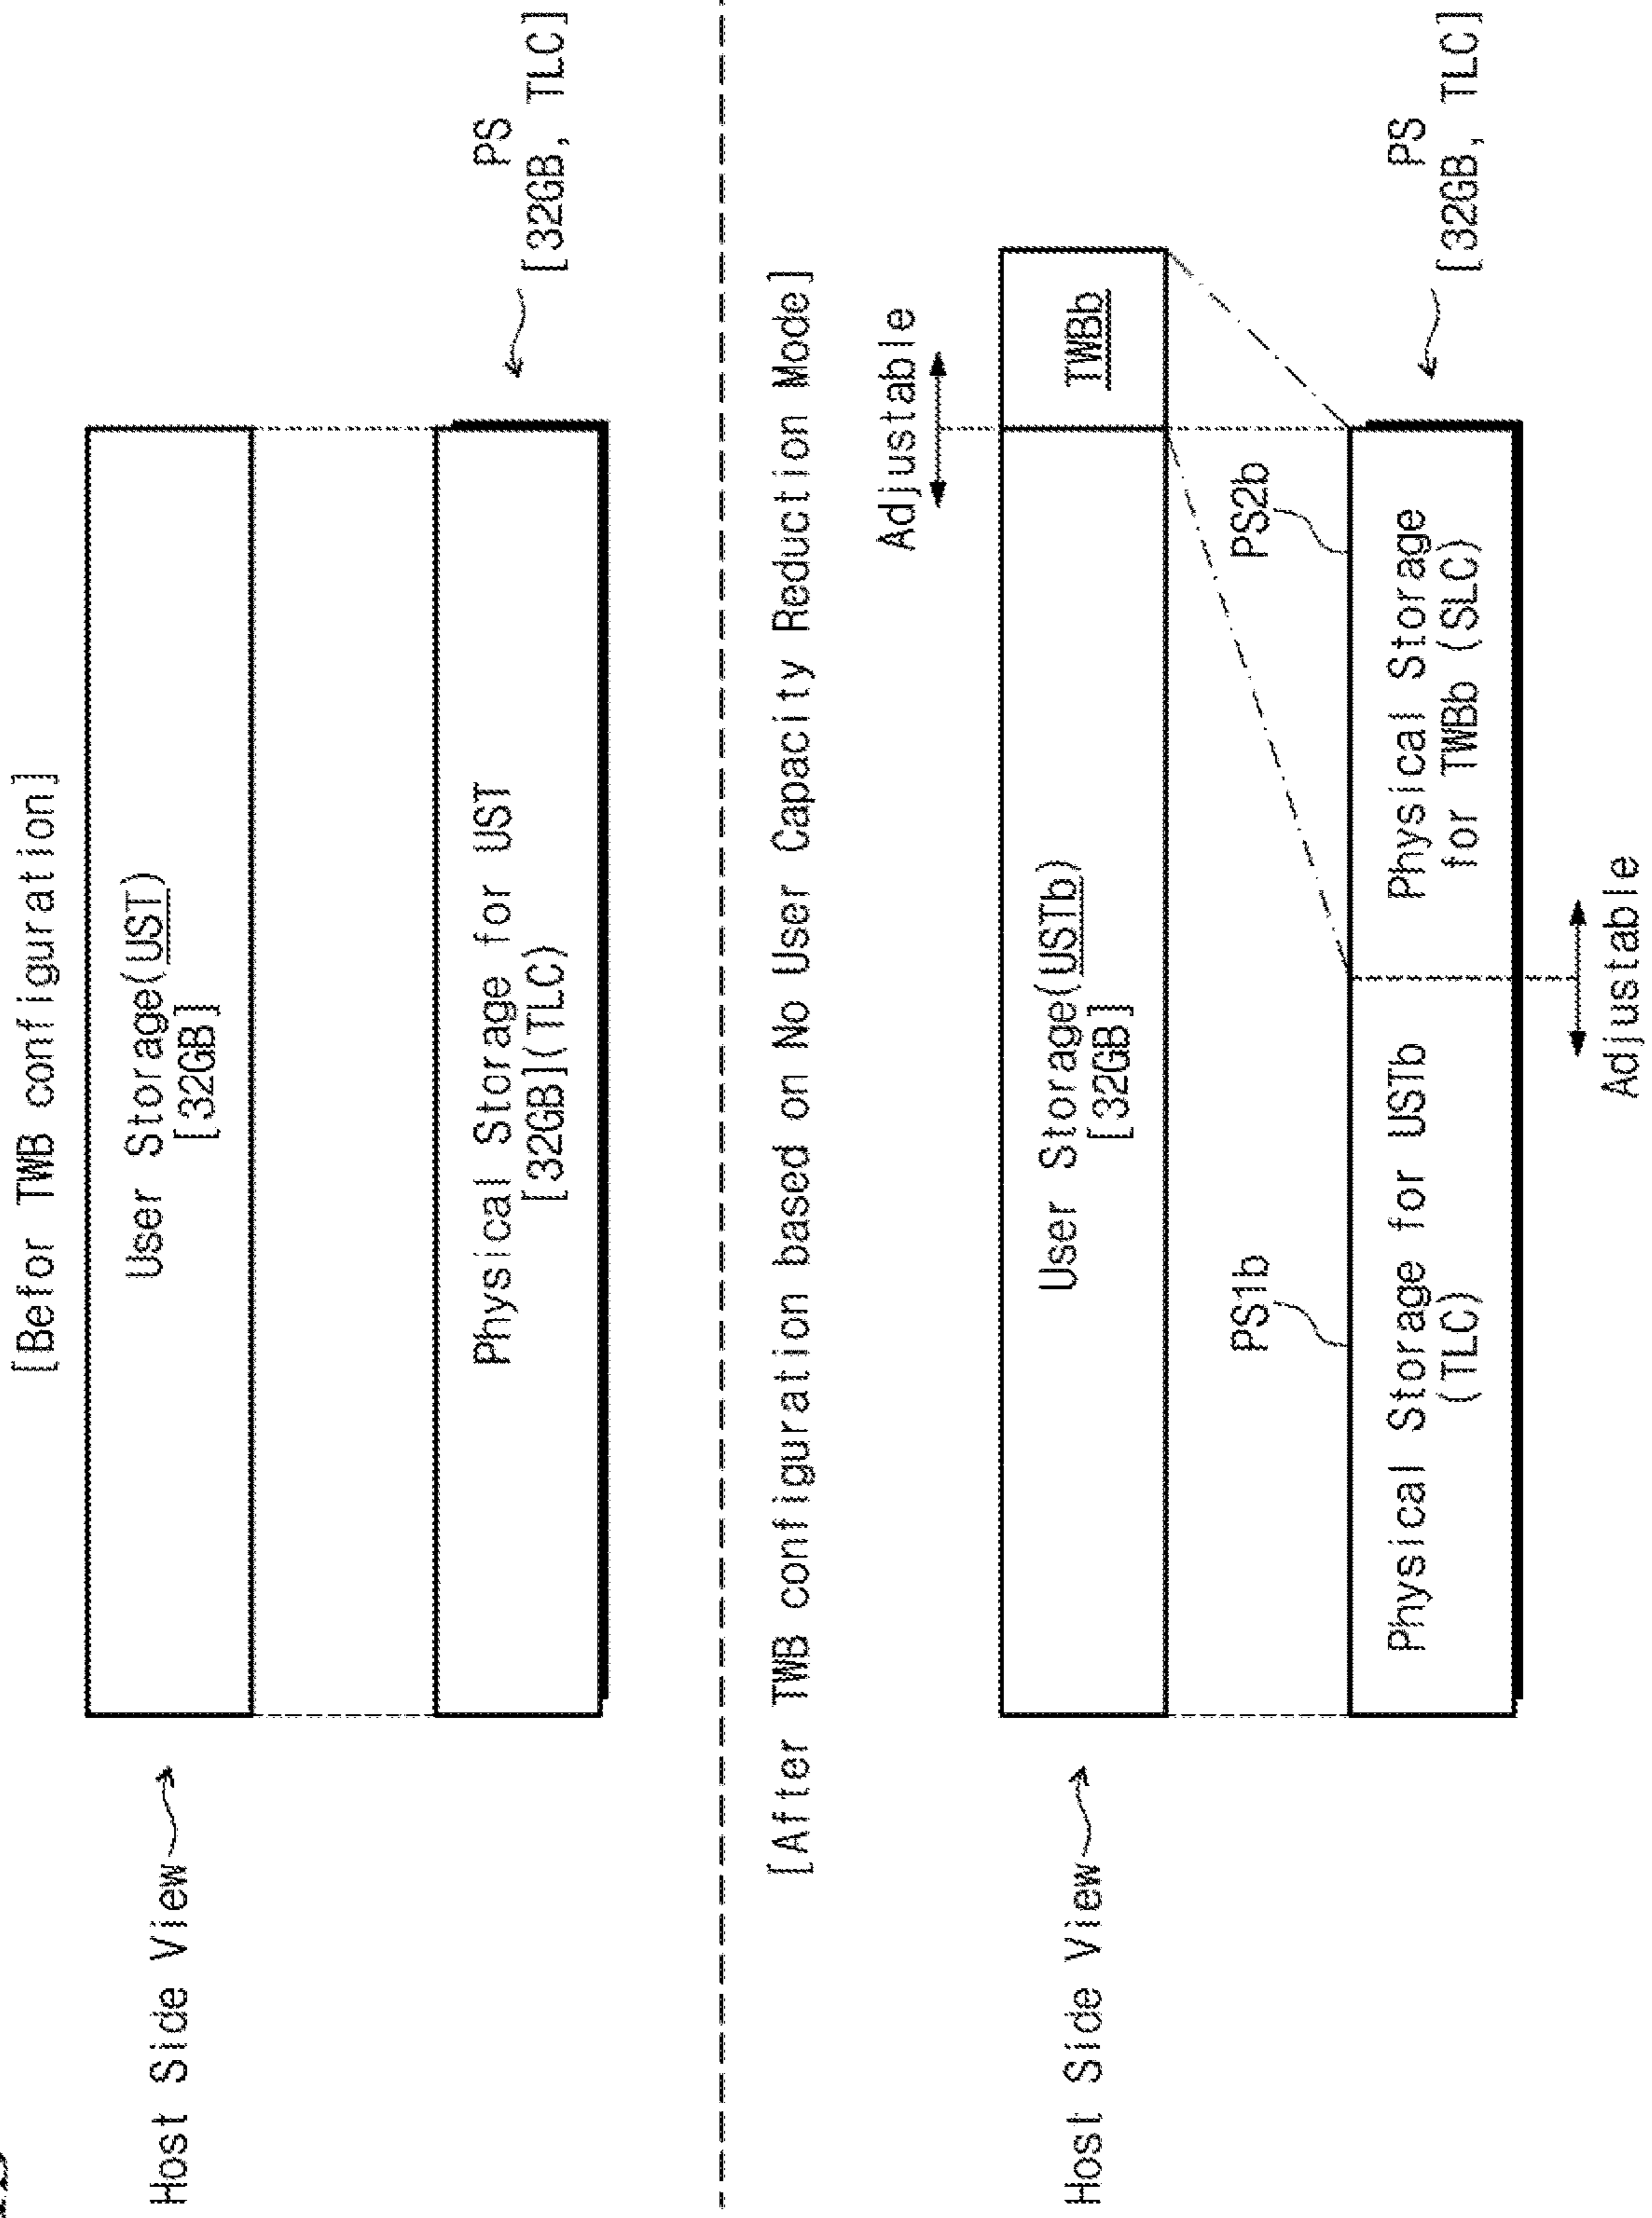 [Befor TWB configuration]
Host Side View
User Storage(UST)
[32GB]
Physical Storage for UST
[32GB](TLC)
PS
[32GB, TLC]
[After TWB configuration based on No User Capacity Reduction Mode]
Adjustable
Host Side View
User Storage(USTb)
[32GB]
TWBb
PS1b
PS2b
Physical Storage for USTb
(TLC)
Physical Storage
for TWBb (SLC)
PS
[32GB, TLC]
Adjustable